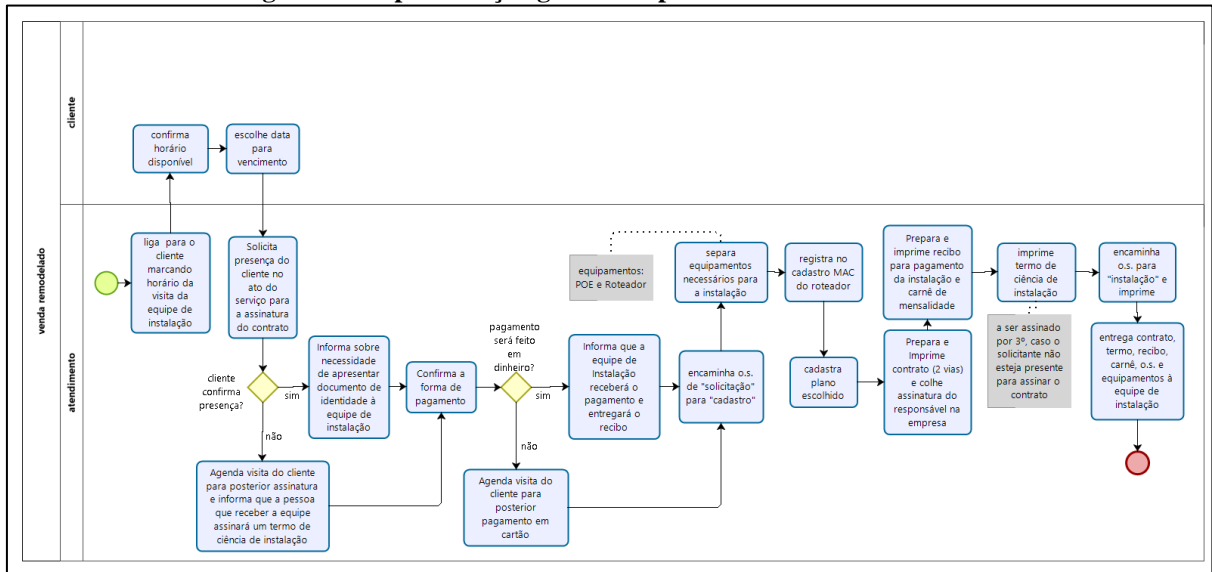 venda remodelado
cliente
atendimento
confirma
horário
disponível
escolhe data
para
vencimento
liga para o
cliente
marcando
horário da
visita da
equipe de
instalação
Solicita
presença do
cliente no
ato do
serviço para
a assinatura
do contrato
cliente
confirma
presença?
sim
não
Informa sobre
necessidade
de apresentar
documento de
identidade à
equipe de
instalação
Agenda visita do cliente
para posterior assinatura
e informa que a pessoa
que receber a equipe
assinará um termo de
ciência de instalação
Confirma a
forma de
pagamento
pagamento
será feito
em
dinheiro?
sim
não
Informa que a
equipe de
Instalação
receberá o
pagamento e
entregará o
recibo
Agenda visita do
cliente para
posterior
pagamento em
cartão
encaminha o.s.
de "solicitação"
para "cadastro"
equipamentos:
POE e Roteador
separa
equipamentos
necessários para
a instalação
registra no
cadastro MAC
do roteador
cadastra
plano
escolhido
Prepara e
Imprime
contrato (2 vias)
e colhe
assinatura do
responsável na
empresa
Prepara e
imprime recibo
para pagamento
da instalação e
carnê de
mensalidade
imprime
termo de
ciência de
instalação
a ser assinado
por 3º, caso o
solicitante não
esteja presente
para assinar o
contrato
encaminha
o.s. para
"instalação" e
imprime
entrega contrato,
termo, recibo,
carnê, o.s. e
equipamentos à
equipe de
instalação